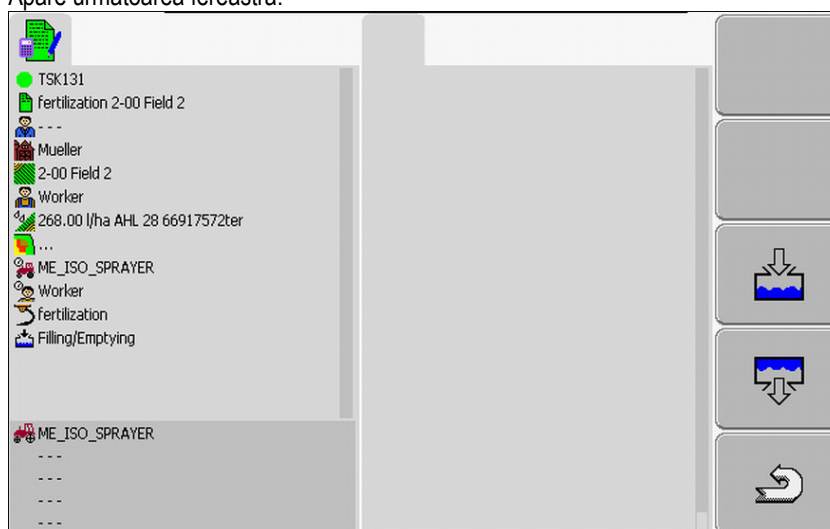 Apare următoarea fereastră:
TSK131
fertilization 2-00 Field 2
---
Mueller
2-00 Field 2
Worker
268.00 l/ha AHL 28 66917572ter
...
ME_ISO_SPRAYER
Worker
fertilization
Filling/Emptying
ME_ISO_SPRAYER
---
---
---
---